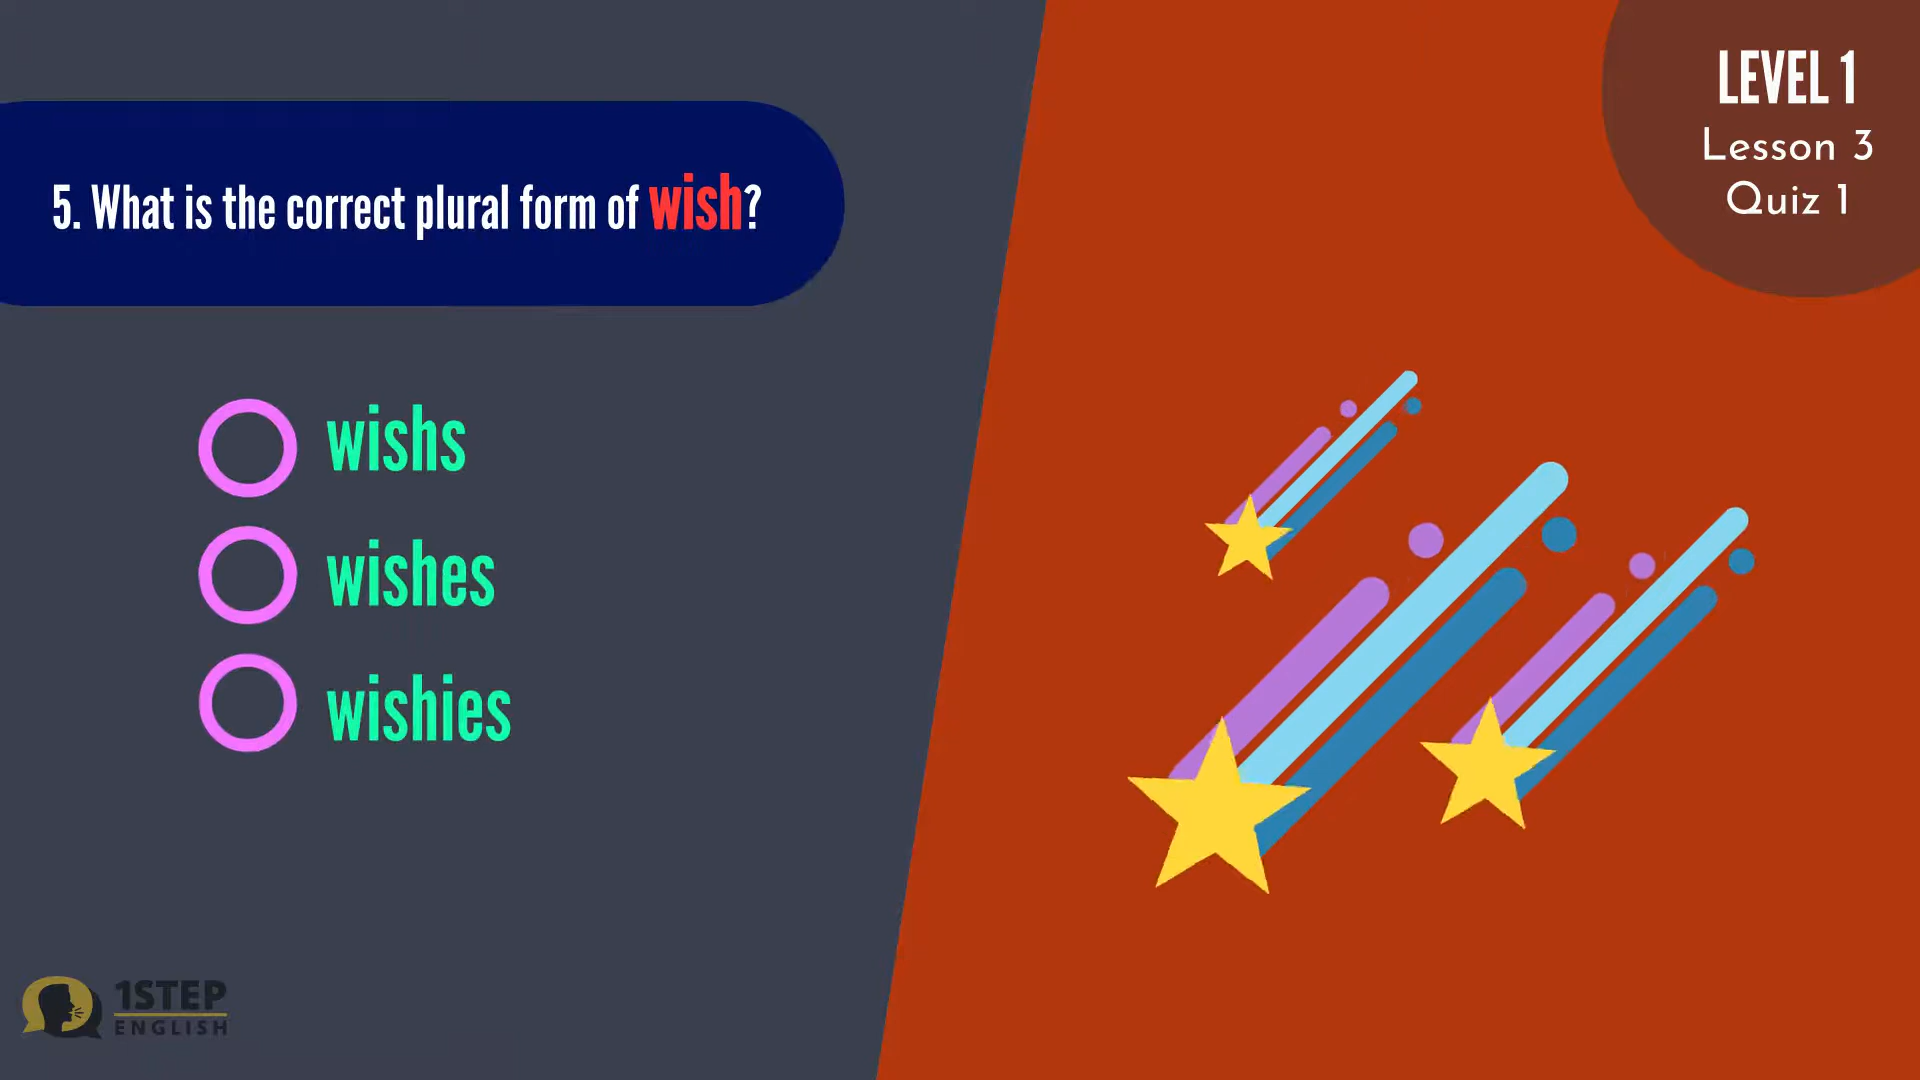 LEVEL 1
Lesson 3
Quiz 1
5. What is the correct plural form of wish?
wishs
wishes
wishies
1STEP
ENGLISH